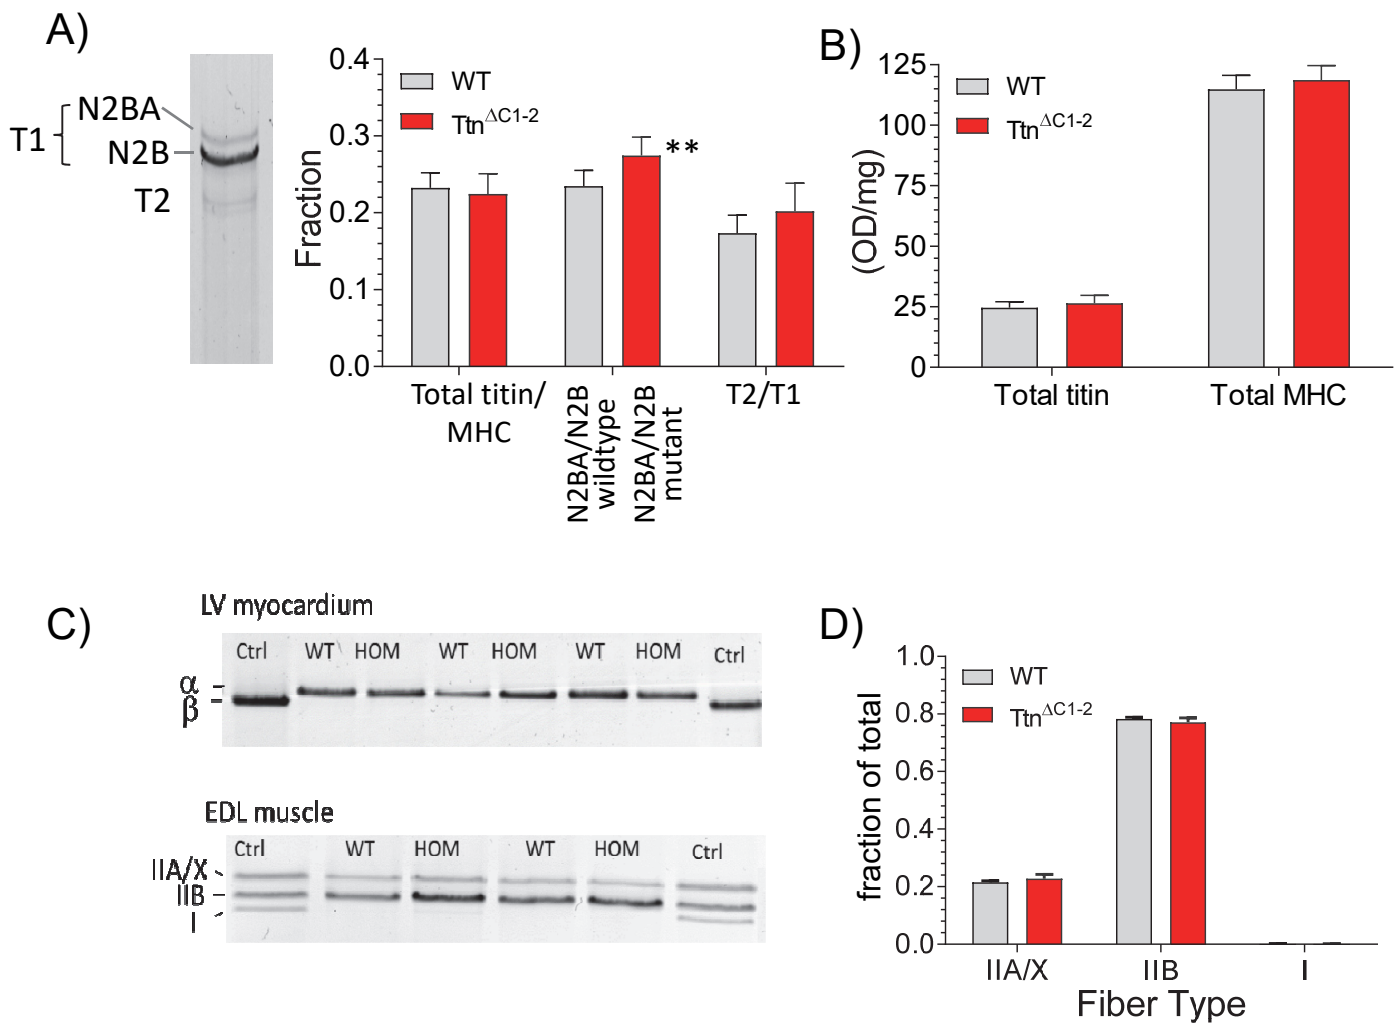 A)
N2BA
T1
N2B
T2
0.4
0.3
0.2
0.1
0.0
Fraction
WT
Ttn^ΔC1-2
**
Total titin/
MHC
N2BA/N2B
wildtype
N2BA/N2B
mutant
T2/T1
B)
125
100
75
50
25
0
(OD/mg)
WT
Ttn^ΔC1-2
Total titin
Total MHC
C)
LV myocardium
Ctrl WT HOM WT HOM WT HOM Ctrl
α
β
EDL muscle
Ctrl WT HOM WT HOM Ctrl
IIA/X
IIB
I
D)
1.0
0.8
0.6
0.4
0.2
0.0
fraction of total
WT
Ttn^ΔC1-2
IIA/X
IIB
I
Fiber Type